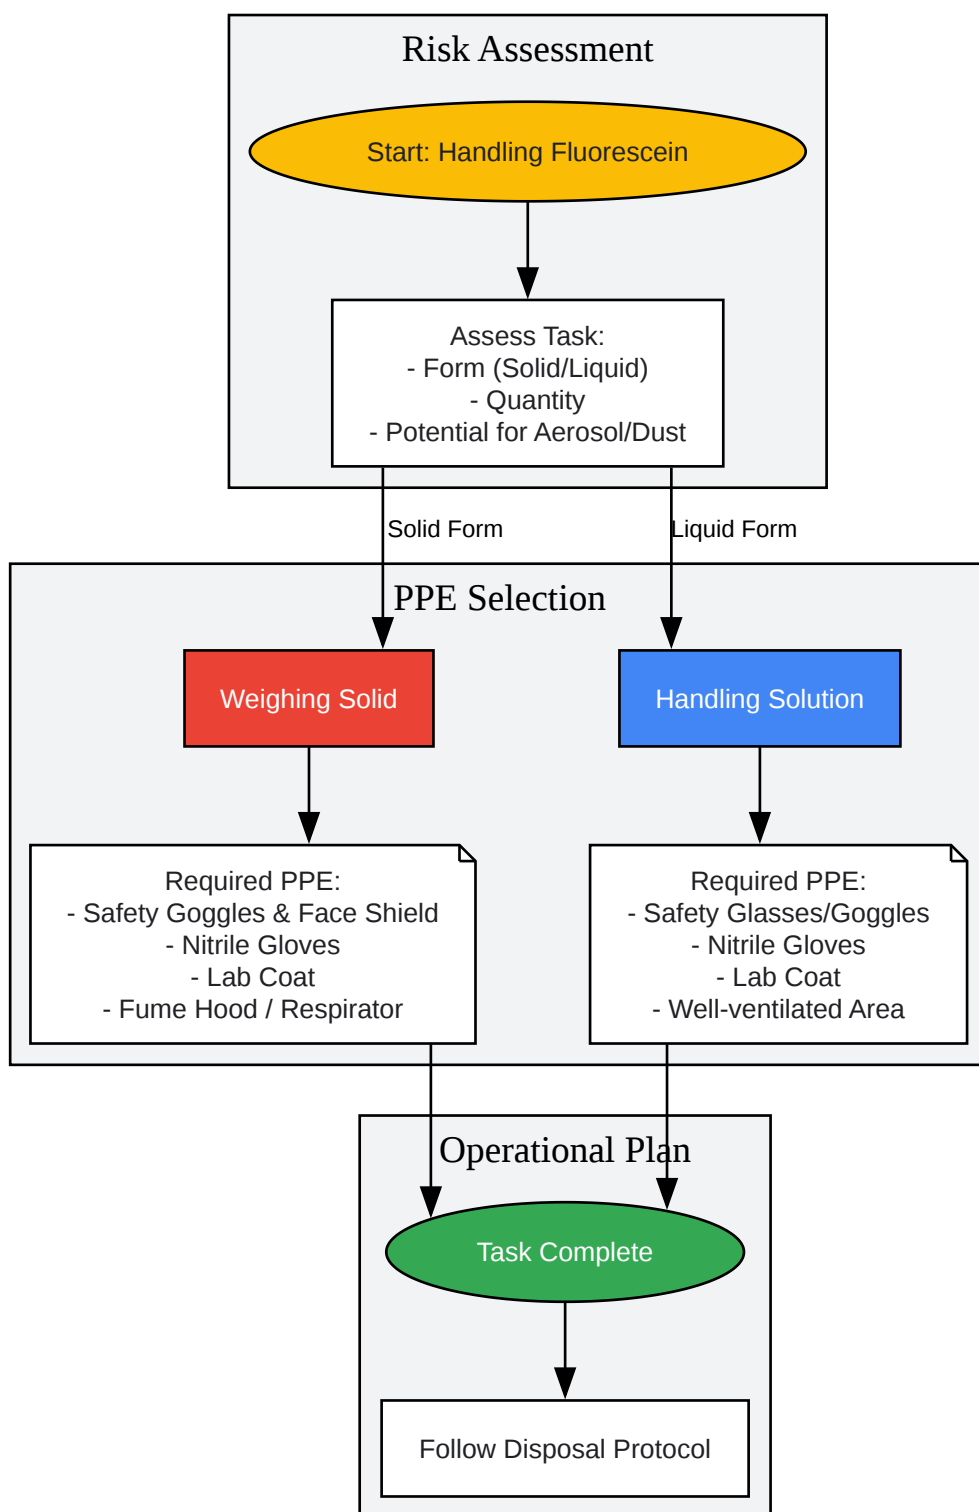 Risk Assessment
Start: Handling Fluorescein
Assess Task:
- Form (Solid/Liquid)
- Quantity
- Potential for Aerosol/Dust
Solid Form
Liquid Form
PPE Selection
Weighing Solid
Handling Solution
Required PPE:
- Safety Goggles & Face Shield
- Nitrile Gloves
- Lab Coat
- Fume Hood / Respirator
Required PPE:
- Safety Glasses/Goggles
- Nitrile Gloves
- Lab Coat
- Well-ventilated Area
Operational Plan
Task Complete
Follow Disposal Protocol